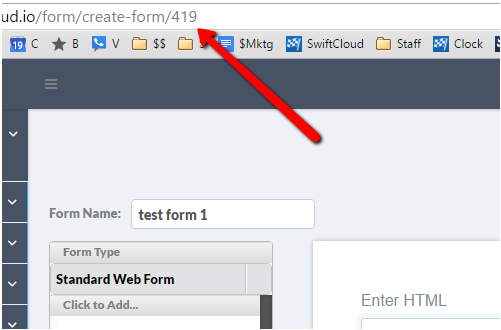 ud.io/form/create-form/419
19 C B V $$ $ $Mktg SwiftCloud Staff Clock
Form Name: test form 1
Form Type
Standard Web Form
Click to Add...
Enter HTML